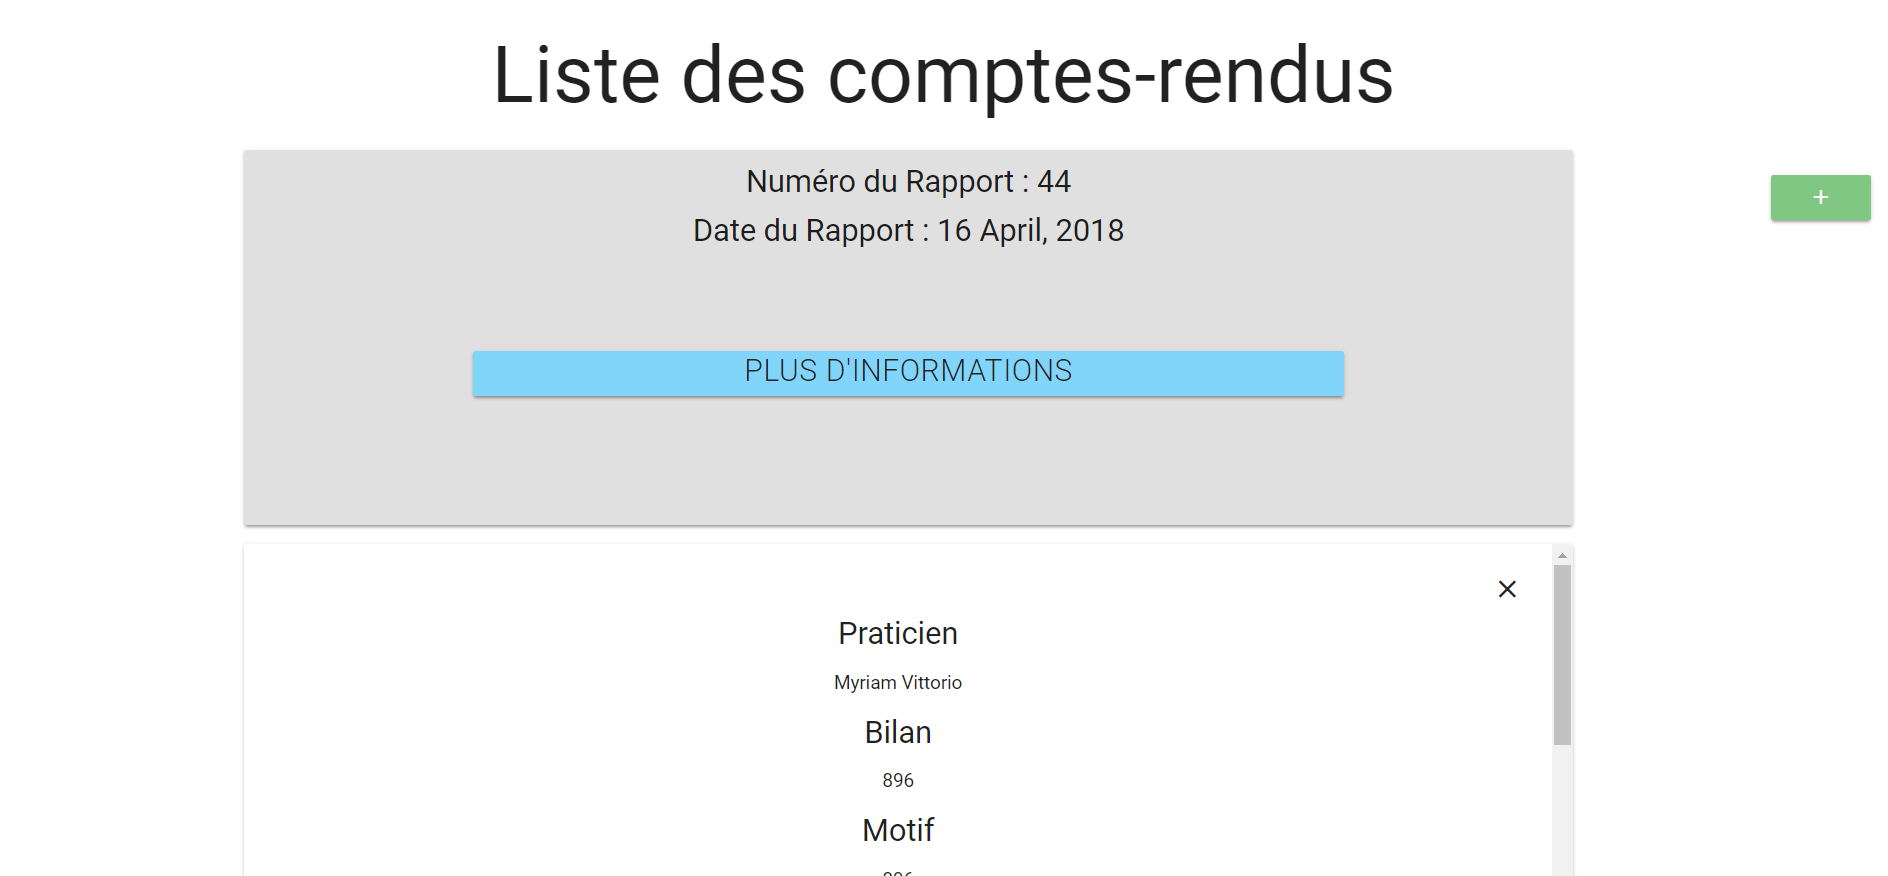 Liste des comptes-rendus
Numéro du Rapport : 44
Date du Rapport : 16 April, 2018
+
PLUS D'INFORMATIONS
Praticien
Myriam Vittorio
Bilan
896
Motif